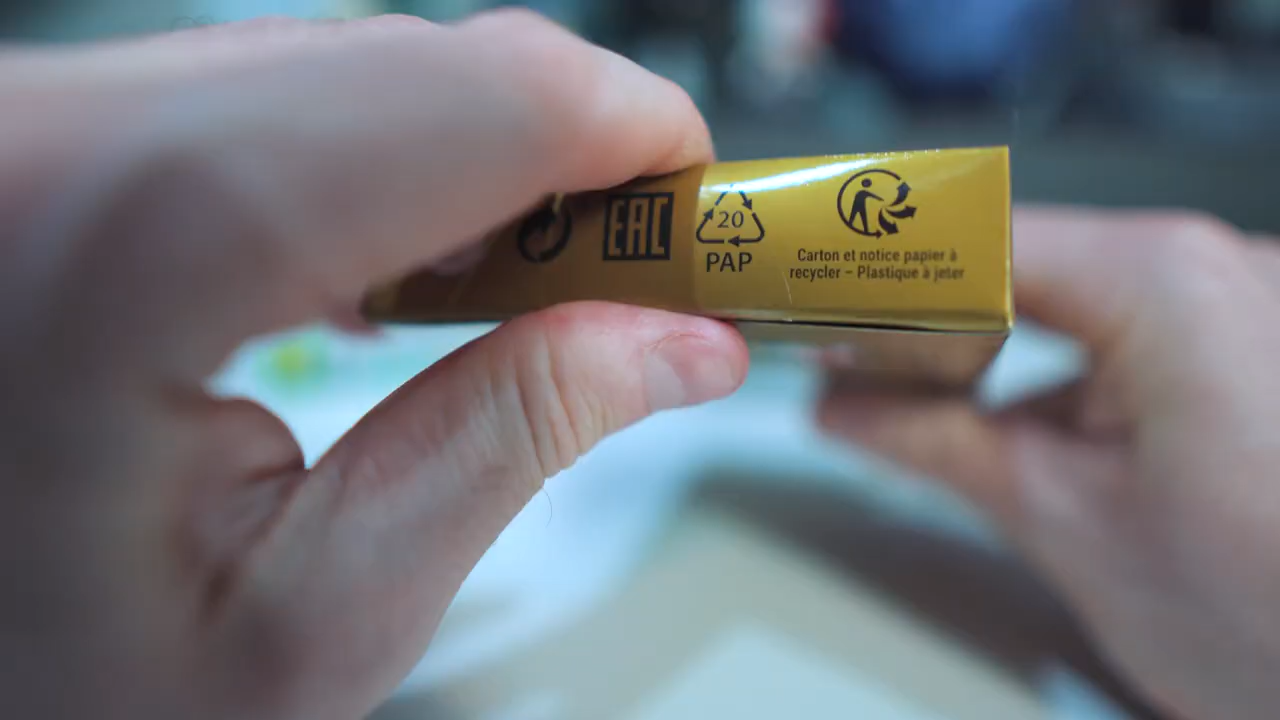 EAC
20
PAP
Carton et notice papier à
recycler – Plastique à jeter